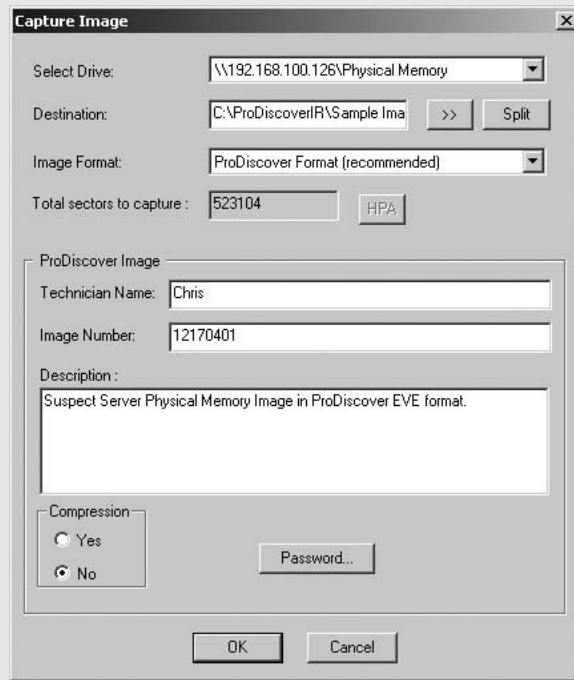 Capture Image
Select Drive: \\192.168.100.126\Physical Memory
Destination: C:\ProDiscoverIR\Sample Ima >> Split
Image Format: ProDiscover Format (recommended)
Total sectors to capture : 523104 HPA
ProDiscover Image
Technician Name: Chris
Image Number: 12170401
Description :
Suspect Server Physical Memory Image in ProDiscover EVE format.
Compression
Yes
No
Password...
OK Cancel